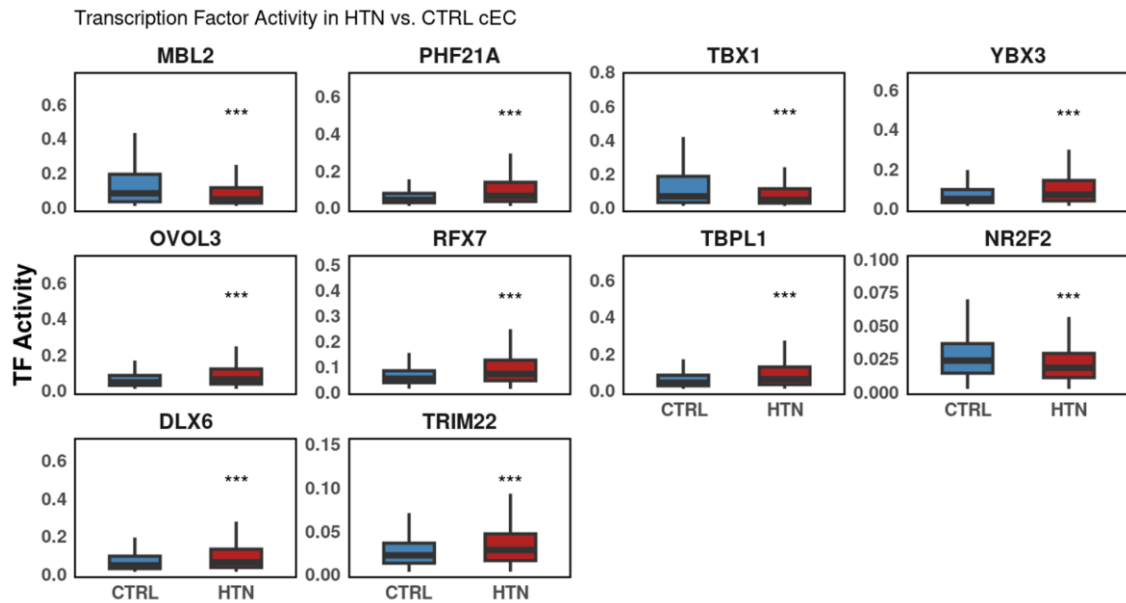 Transcription Factor Activity in HTN vs. CTRL cEC
MBL2 PHF21A TBX1 YBX3
0.6 0.4 0.2 0.0 *** 0.6 0.4 0.2 0.0 *** 0.8 0.6 0.4 0.2 0.0 *** 0.6 0.4 0.2 0.0 ***
TF Activity
OVOL3 RFX7 TBPL1 NR2F2
0.6 0.4 0.2 0.0 *** 0.5 0.4 0.3 0.2 0.1 0.0 *** 0.6 0.4 0.2 0.0 *** 0.100 0.075 0.050 0.025 0.000 ***
CTRL HTN CTRL HTN
DLX6 TRIM22
0.6 0.4 0.2 0.0 *** 0.15 0.10 0.05 0.00 ***
CTRL HTN CTRL HTN